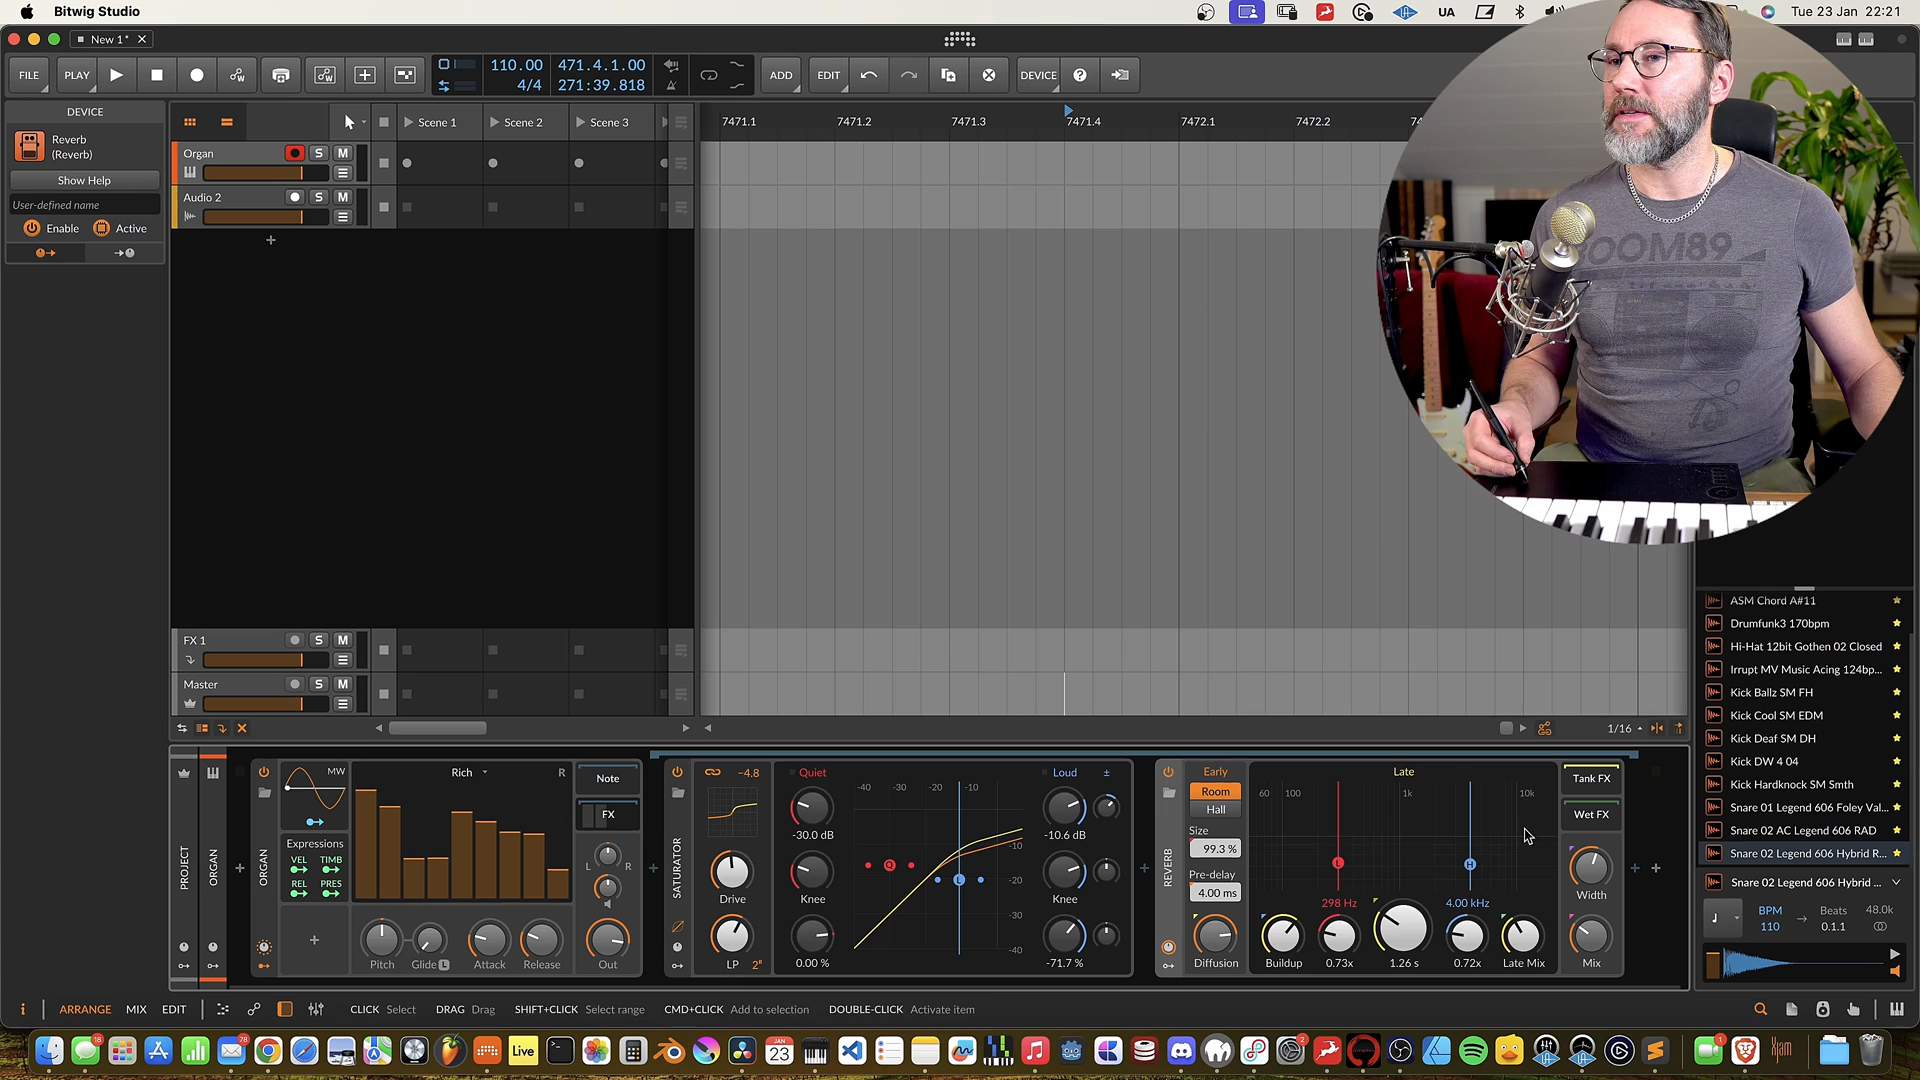 Bitwig Studio
UA
Tue 23 Jan 22:21
New 1*
FILE
PLAY
110.00
4/4
471.4.1.00
271:39.818
ADD
EDIT
DEVICE
DEVICE
Reverb
(Reverb)
Show Help
User-defined name
Enable
Active
Scene 1
Scene 2
Scene 3
7471.1
7471.2
7471.3
7471.4
7472.1
7472.2
Organ
S
M
Audio 2
S
M
BOOM89
FX 1
S
M
Master
S
M
1/16
ASM Chord A#11
Drumfunk3 170bpm
Hi-Hat 12bit Gothen 02 Closed
Irrupt MV Music Acing 124bp...
Kick Ballz SM FH
Kick Cool SM EDM
Kick Deaf SM DH
Kick DW 4 04
Kick Hardknock SM Smth
Snare 01 Legend 606 Foley Val...
Snare 02 AC Legend 606 RAD
Snare 02 Legend 606 Hybrid R...
Snare 02 Legend 606 Hybrid ...
BPM
110
Beats
0.1.1
48.0k
PROJECT
ORGAN
ORGAN
MW
Expressions
VEL
TIMB
REL
PRES
Rich
R
Pitch
Glide
L
Attack
Release
Note
FX
L
R
Out
SATURATOR
-4.8
Drive
LP
2'
Quiet
-30.0 dB
Knee
0.00 %
-40
-30
-20
-10
-10
-20
-30
-40
Q
L
Loud
±
-10.6 dB
Knee
-71.7 %
REVERB
Early
Room
Hall
Size
99.3 %
Pre-delay
4.00 ms
Diffusion
Late
60
100
1k
10k
L
H
298 Hz
4.00 kHz
Buildup
0.73x
1.26 s
0.72x
Late Mix
Tank FX
Wet FX
Width
Mix
ARRANGE
MIX
EDIT
CLICK Select
DRAG Drag
SHIFT+CLICK Select range
CMD+CLICK Add to selection
DOUBLE-CLICK Activate item
18
78
Live
JAN
23
2
1